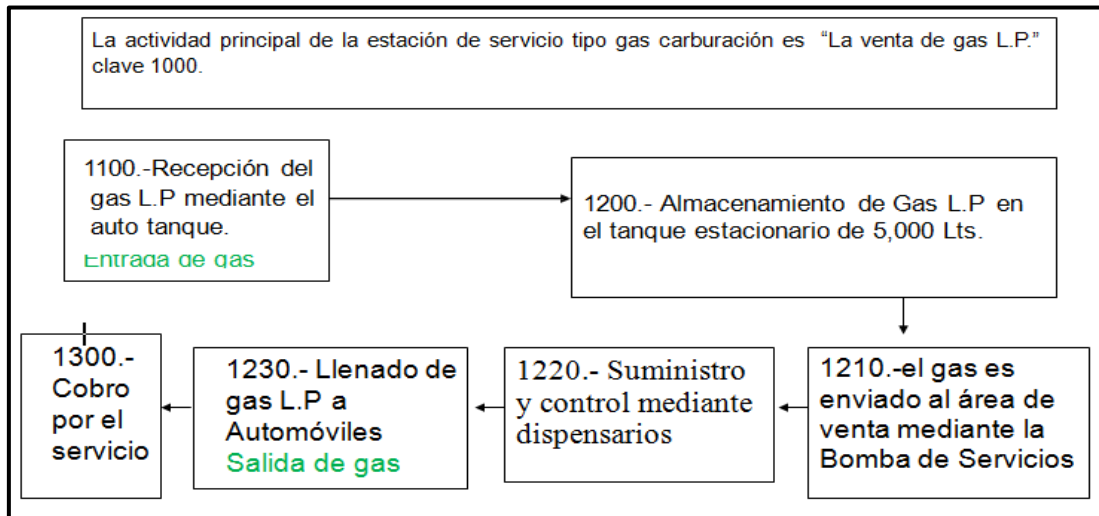 La actividad principal de la estación de servicio tipo gas carburación es “La venta de gas L.P.”
clave 1000.
1100.-Recepción del
gas L.P mediante el
auto tanque.
Entrada de gas
1200.- Almacenamiento de Gas L.P en
el tanque estacionario de 5,000 Lts.
1300.-
Cobro
por el
servicio
1230.- Llenado de
gas L.P a
Automóviles
Salida de gas
1220.- Suministro
y control mediante
dispensarios
1210.-el gas es
enviado al área de
venta mediante la
Bomba de Servicios